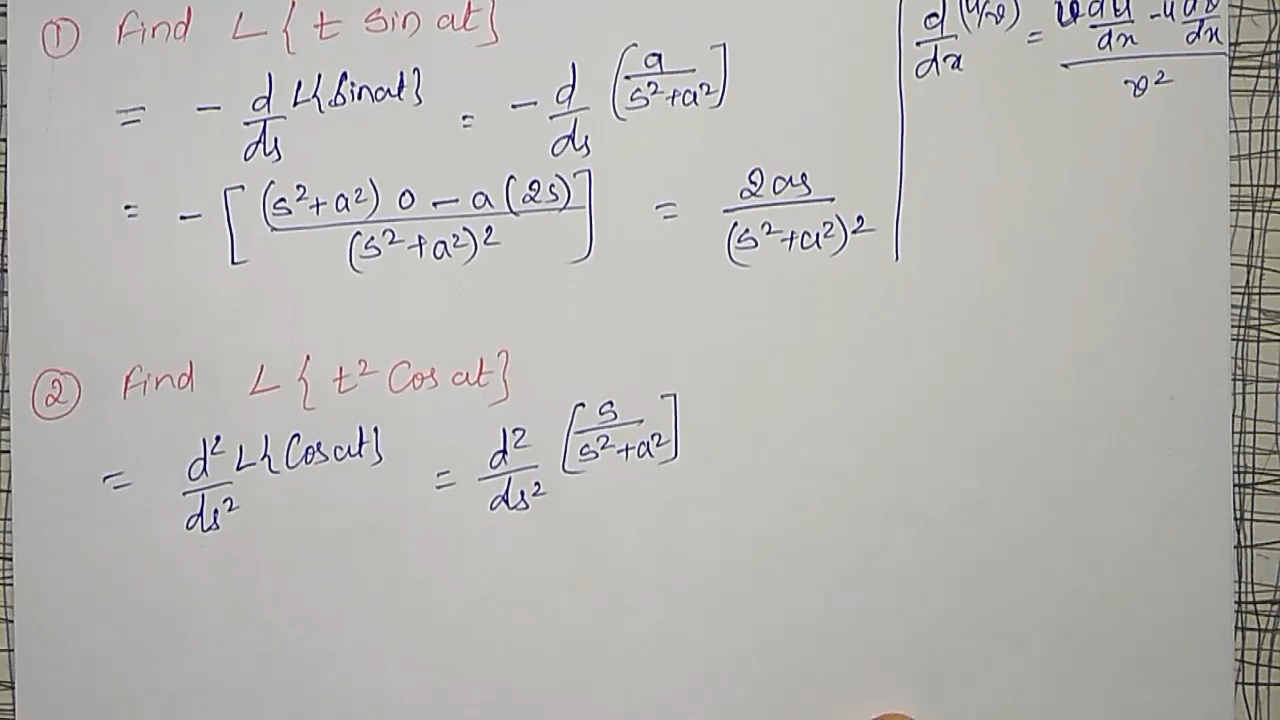 ① Find L{t sin at}
= - d/ds L{sin at} = - d/ds [a/(s²+a²)]
= - [((s²+a²) 0 - a(2s))/(s²+a²)²] = 2as/(s²+a²)²
d/dx (u/v) = (v du/dx - u dv/dx)/v²
② Find L{t² Cos at}
= d²/ds² L{Cos at} = d²/ds² [s/(s²+a²)]